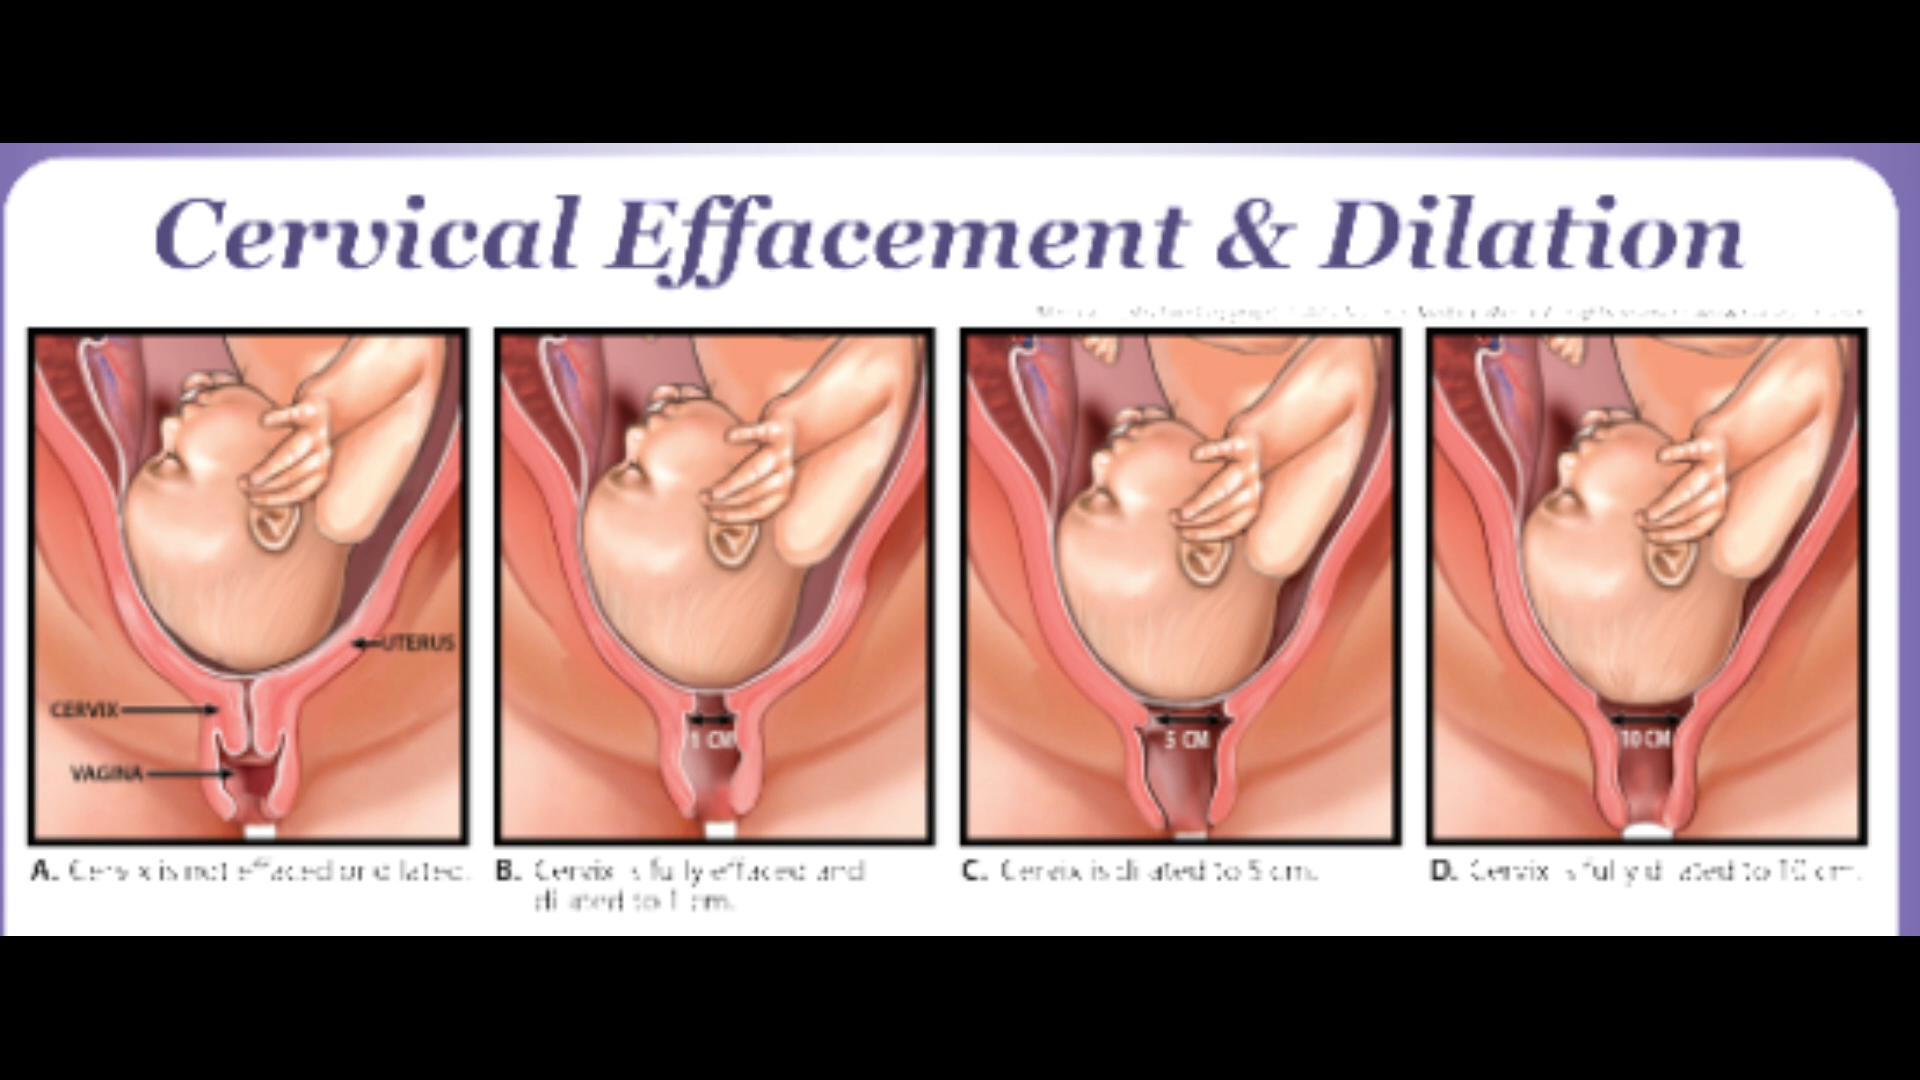 Cervical Effacement & Dilation
UTERUS
CERVIX
VAGINA
1 CM
5 CM
10 CM
A. Cervix is not effaced or dilated.
B. Cervix is fully effaced and
dilated to 1 cm.
C. Cervix is dilated to 5 cm.
D. Cervix is fully dilated to 10 cm.